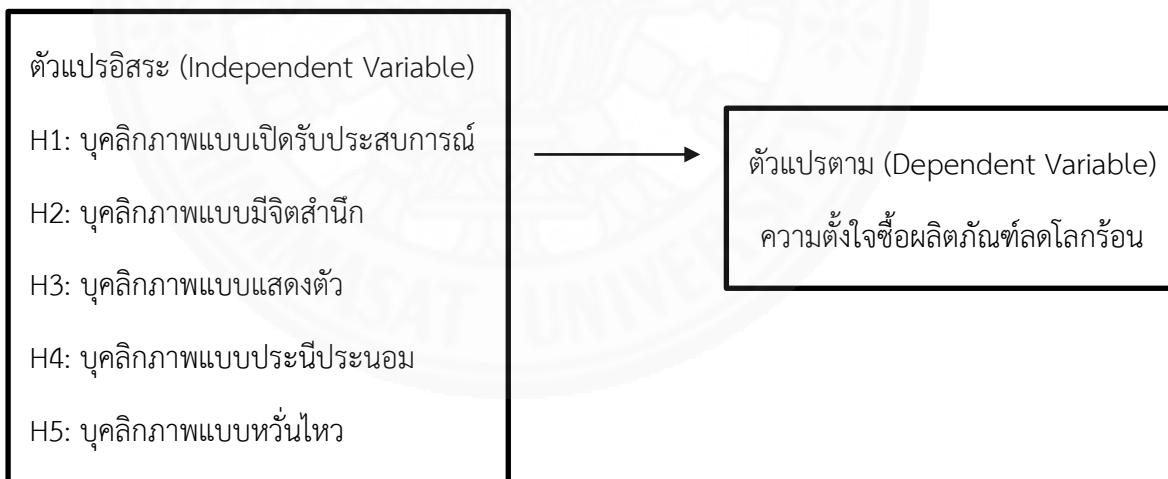 ตัวแปรอิสระ (Independent Variable)
H1: บุคลิกภาพแบบเปิดรับประสบการณ์
H2: บุคลิกภาพแบบมีจิตสำนึก
H3: บุคลิกภาพแบบแสดงตัว
H4: บุคลิกภาพแบบประนีประนอม
H5: บุคลิกภาพแบบหวั่นไหว
ตัวแปรตาม (Dependent Variable)
ความตั้งใจซื้อผลิตภัณฑ์ลดโลกร้อน